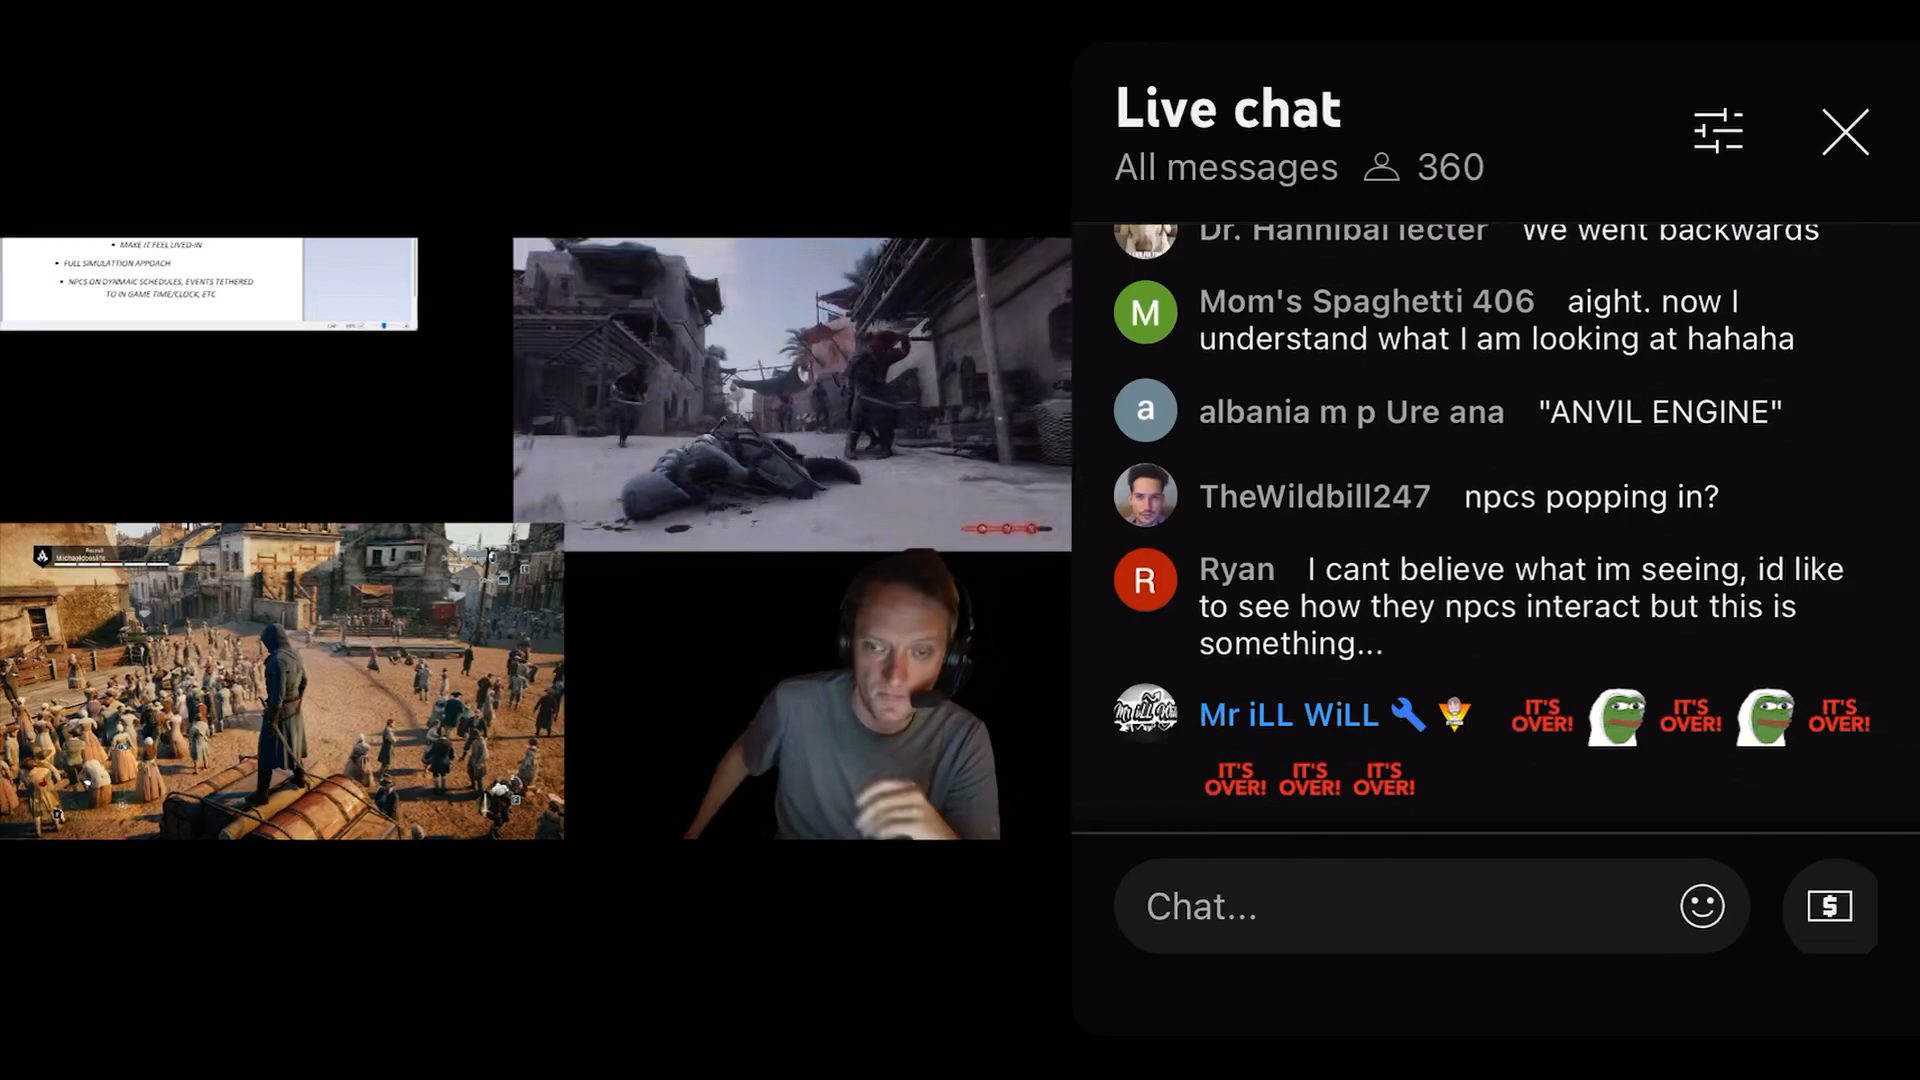 MAKE IT FEEL LIVED-IN
FULL SIMULATTION APPOACH
NPCS ON DYNMAIC SCHEDULES, EVENTS TETHERED
TO IN GAME TIME/CLOCK, ETC
Recruit
Live chat
All messages 360
Dr. Hannibal lecter We went backwards
M Mom's Spaghetti 406 aight. now I
understand what I am looking at hahaha
a albania m p Ure ana "ANVIL ENGINE"
TheWildbill247 npcs popping in?
R Ryan I cant believe what im seeing, id like
to see how they npcs interact but this is
something...
Mr iLL WiLL IT'S OVER! IT'S OVER! IT'S OVER!
IT'S OVER! IT'S OVER! IT'S OVER!
Chat...
$